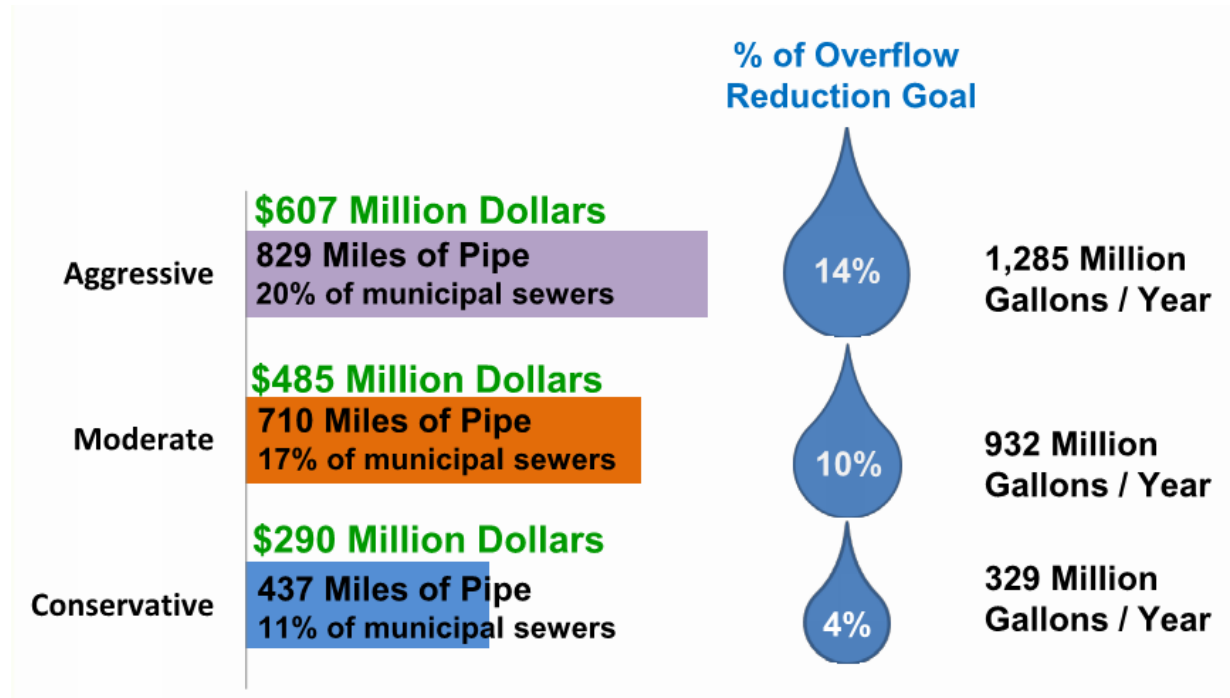 % of Overflow
Reduction Goal
$607 Million Dollars
Aggressive
829 Miles of Pipe
20% of municipal sewers
14%
1,285 Million
Gallons / Year
$485 Million Dollars
Moderate
710 Miles of Pipe
17% of municipal sewers
10%
932 Million
Gallons / Year
$290 Million Dollars
Conservative
437 Miles of Pipe
11% of municipal sewers
4%
329 Million
Gallons / Year